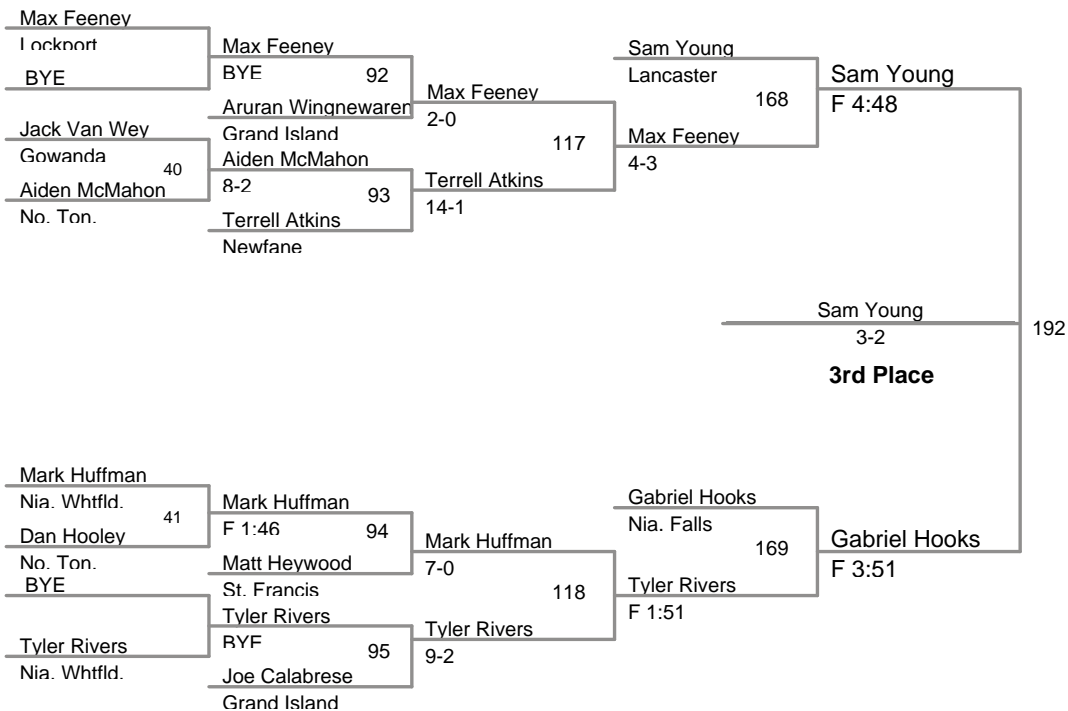 Max Feeney
Lockport
BYE
Jack Van Wey
Gowanda
40
Aiden McMahon
No. Ton.
Max Feeney
BYE
92
Aruran Wingnewaren
Grand Island
Aiden McMahon
8-2
93
Terrell Atkins
Newfane
Max Feeney
2-0
117
Terrell Atkins
14-1
Sam Young
Lancaster
168
Max Feeney
4-3
Sam Young
F 4:48
Sam Young
3-2
192
3rd Place
Mark Huffman
Nia. Whtfld.
41
Dan Hooley
No. Ton.
BYE
Tyler Rivers
Nia. Whtfld.
Mark Huffman
F 1:46
94
Matt Heywood
St. Francis
Tyler Rivers
BYE
95
Joe Calabrese
Grand Island
Mark Huffman
7-0
118
Tyler Rivers
9-2
Gabriel Hooks
Nia. Falls
169
Tyler Rivers
F 1:51
Gabriel Hooks
F 3:51